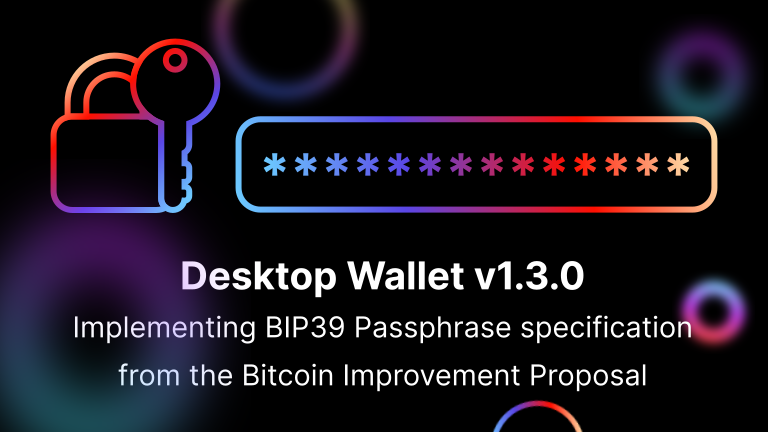 **************
Desktop Wallet v1.3.0
Implementing BIP39 Passphrase specification
from the Bitcoin Improvement Proposal